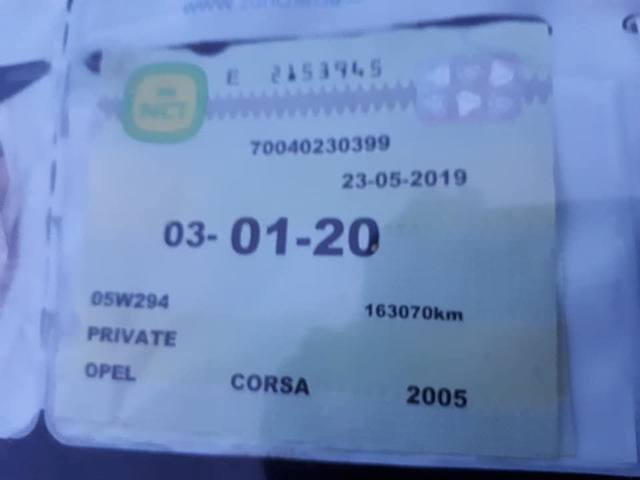 E 2153945
NCT
70040230399
23-05-2019
03-01-20
05W294 163070km
PRIVATE
OPEL CORSA 2005